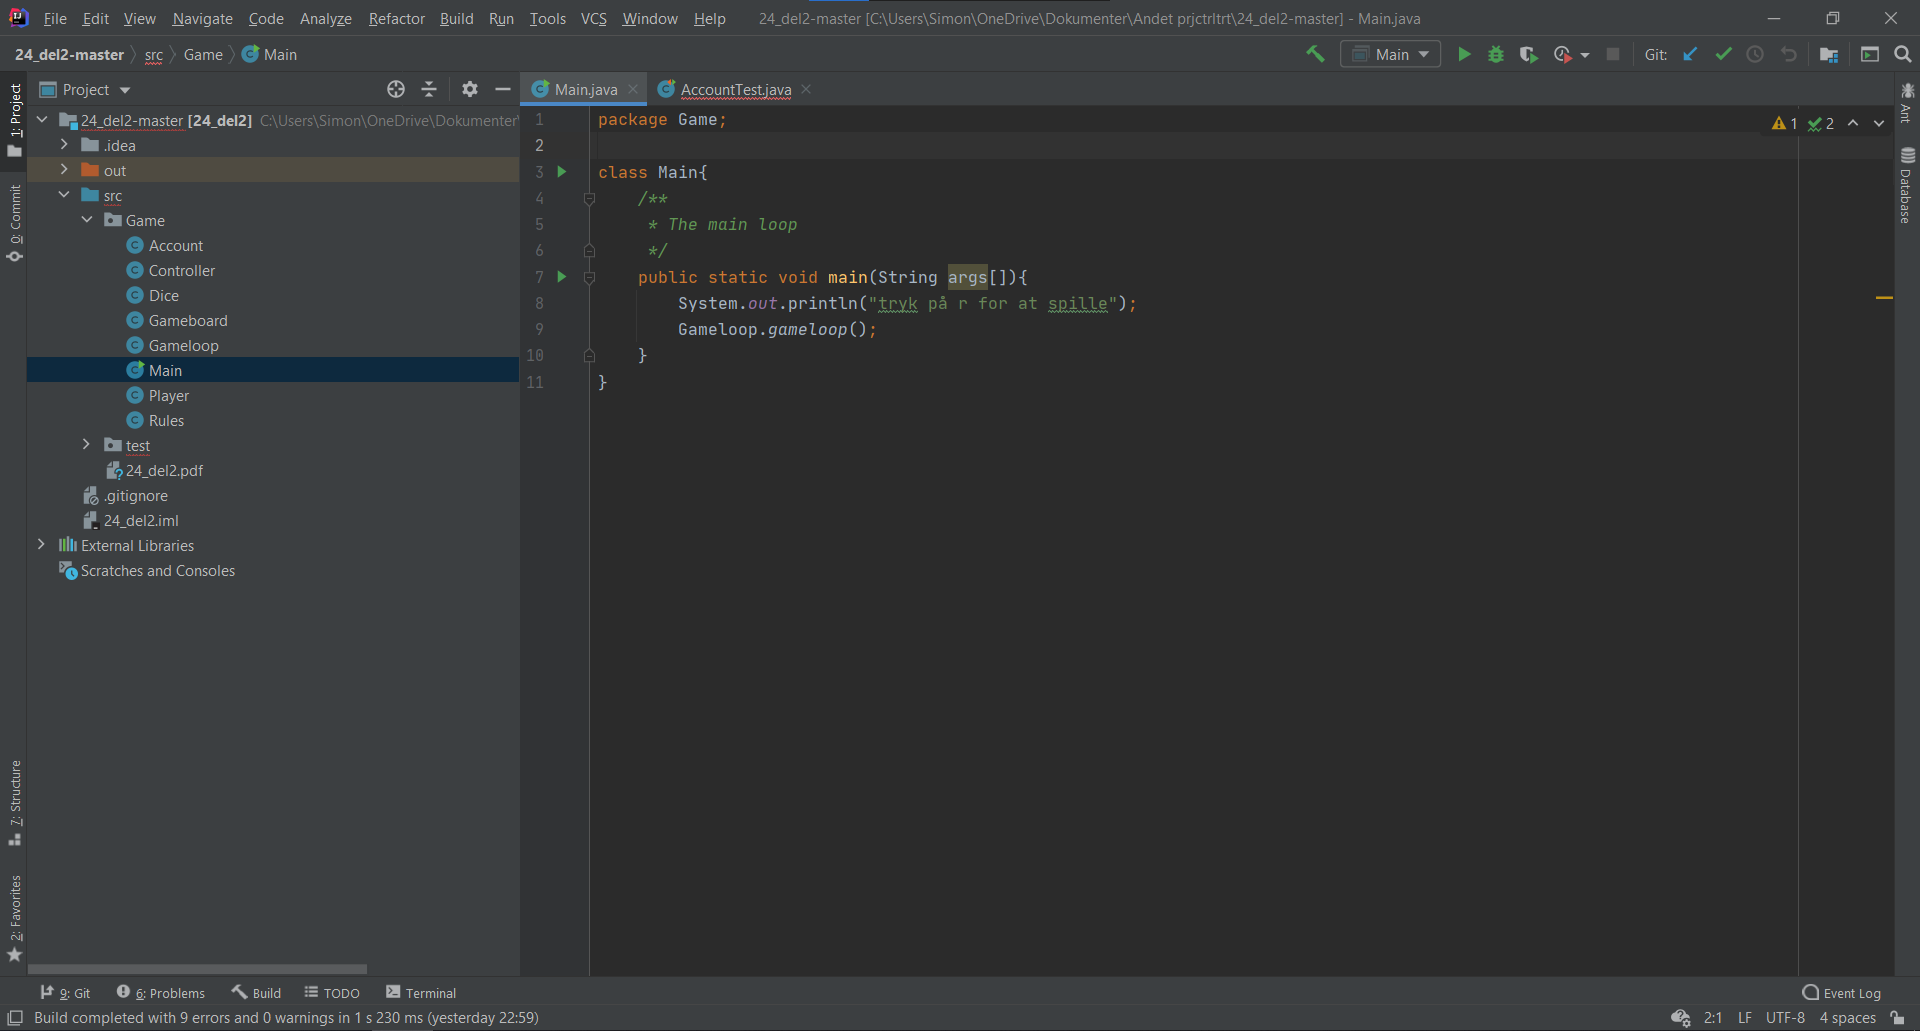 File Edit View Navigate Code Analyze Refactor Build Run Tools VCS Window Help 24_del2-master [C:\Users\Simon\OneDrive\Dokumenter\Andet prjctrltrt\24_del2-master] - Main.java
24_del2-master src Game Main
Main Git:
Project
Main.java AccountTest.java
1: Project
0: Commit
7: Structure
2: Favorites
24_del2-master [24_del2] C:\Users\Simon\OneDrive\Dokumenter\
.idea
out
src
Game
Account
Controller
Dice
Gameboard
Gameloop
Main
Player
Rules
test
24_del2.pdf
.gitignore
24_del2.iml
External Libraries
Scratches and Consoles
1 package Game;
2
3 class Main{
4 /**
5 * The main loop
6 */
7 public static void main(String args[]){
8 System.out.println("tryk på r for at spille");
9 Gameloop.gameloop();
10 }
11 }
1 2
Ant
Database
9: Git 6: Problems Build TODO Terminal Event Log
Build completed with 9 errors and 0 warnings in 1 s 230 ms (yesterday 22:59) 2:1 LF UTF-8 4 spaces